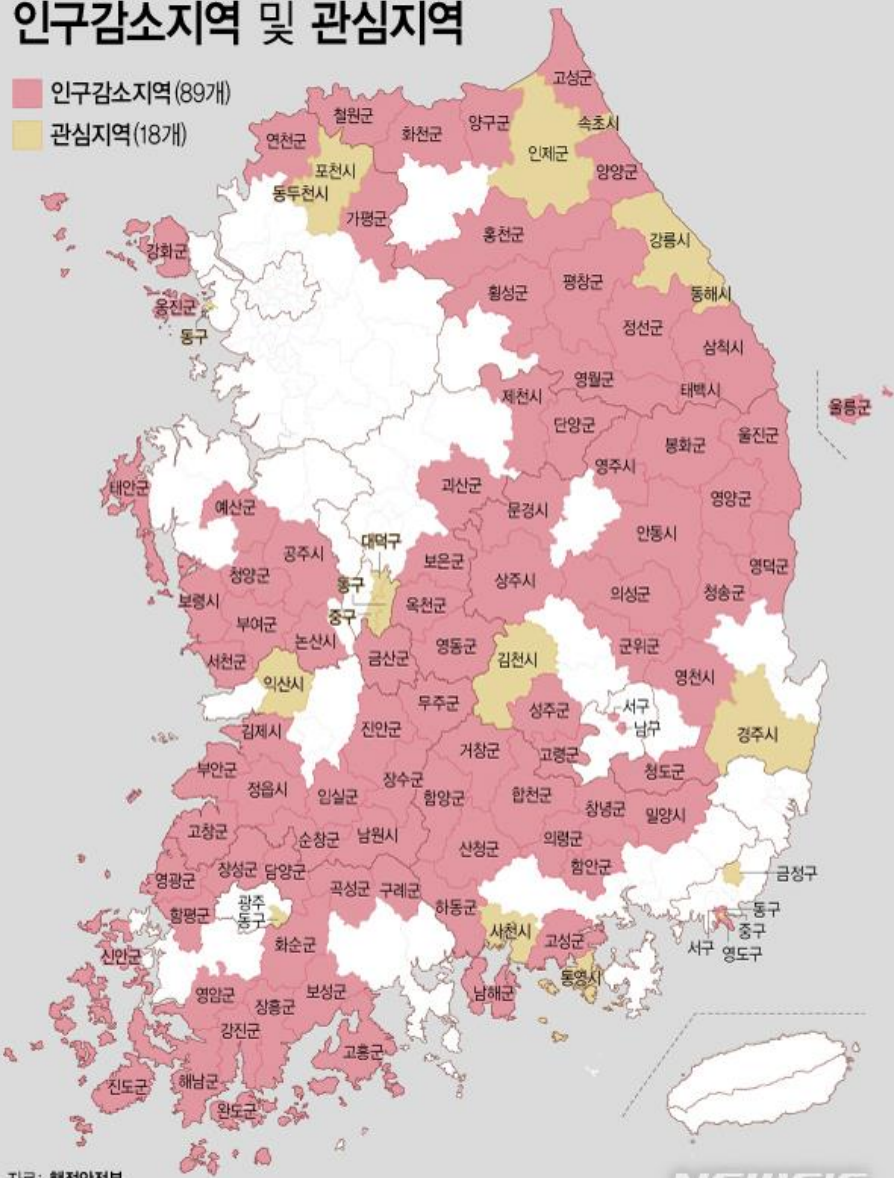 인구감소지역 및 관심지역
인구감소지역(89개)
관심지역(18개)
고성군
철원군
양구군
화천군
속초시
연천군
인제군
포천시
양양군
동두천시
가평군
홍천군
강릉시
강화군
평창군
횡성군
동해시
옹진군
동구
정선군
삼척시
영월군
태백시
제천시
울릉군
단양군
울진군
봉화군
영주시
괴산군
태안군
영양군
예산군
문경시
안동시
대덕구
공주시
보은군
영덕군
청양군
상주시
동구
의성군
청송군
보령시
옥천군
중구
부여군
논산시
영동군
군위군
금산군
김천시
서천군
영천시
익산시
무주군
성주군
서구
남구
진안군
김제시
경주시
거창군
고령군
부안군
청도군
장수군
정읍시
임실군
함양군
합천군
창녕군
밀양시
고창군
순창군
남원시
의령군
산청군
장성군
담양군
함안군
금정구
영광군
곡성군
구례군
광주
동구
하동군
동구
함평군
사천시
중구
고성군
화순군
서구
영도구
신안군
통영시
영암군
보성군
남해군
장흥군
강진군
고흥군
해남군
진도군
완도군
자료: 행정안전부
NEWSIS